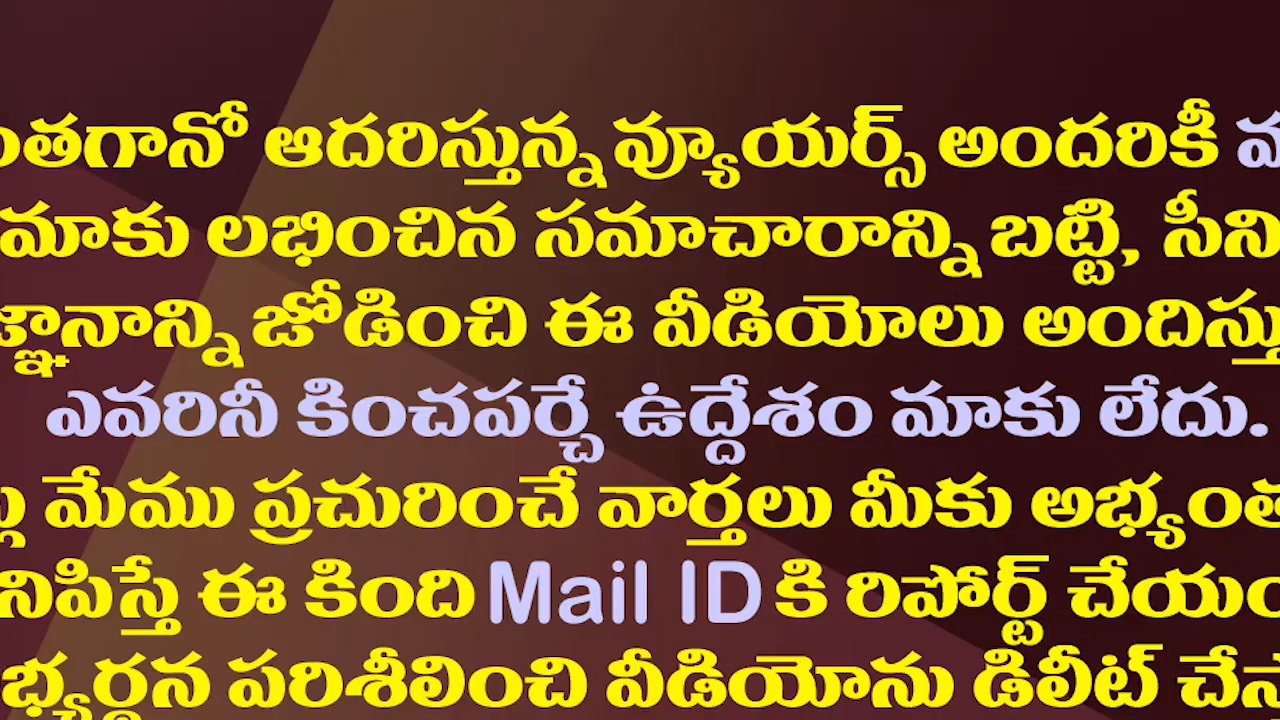 ంతగానో ఆదరిస్తున్న వ్యూయర్స్ అందరికీ
మాకు లభించిన సమాచారాన్ని బట్టి, సీని
జ్ఞానాన్ని జోడించి ఈ వీడియోలు అందిస్తు
ఎవరినీ కించపర్చే ఉద్దేశం మాకు లేదు.
మేము ప్రచురించే వార్తలు మీకు అభ్యంత
నిపిస్తే ఈ కింది Mail ID కి రిపోర్ట్ చేయం
భ్యర్థన పరిశీలించి వీడియోను డిలీట్ చేస